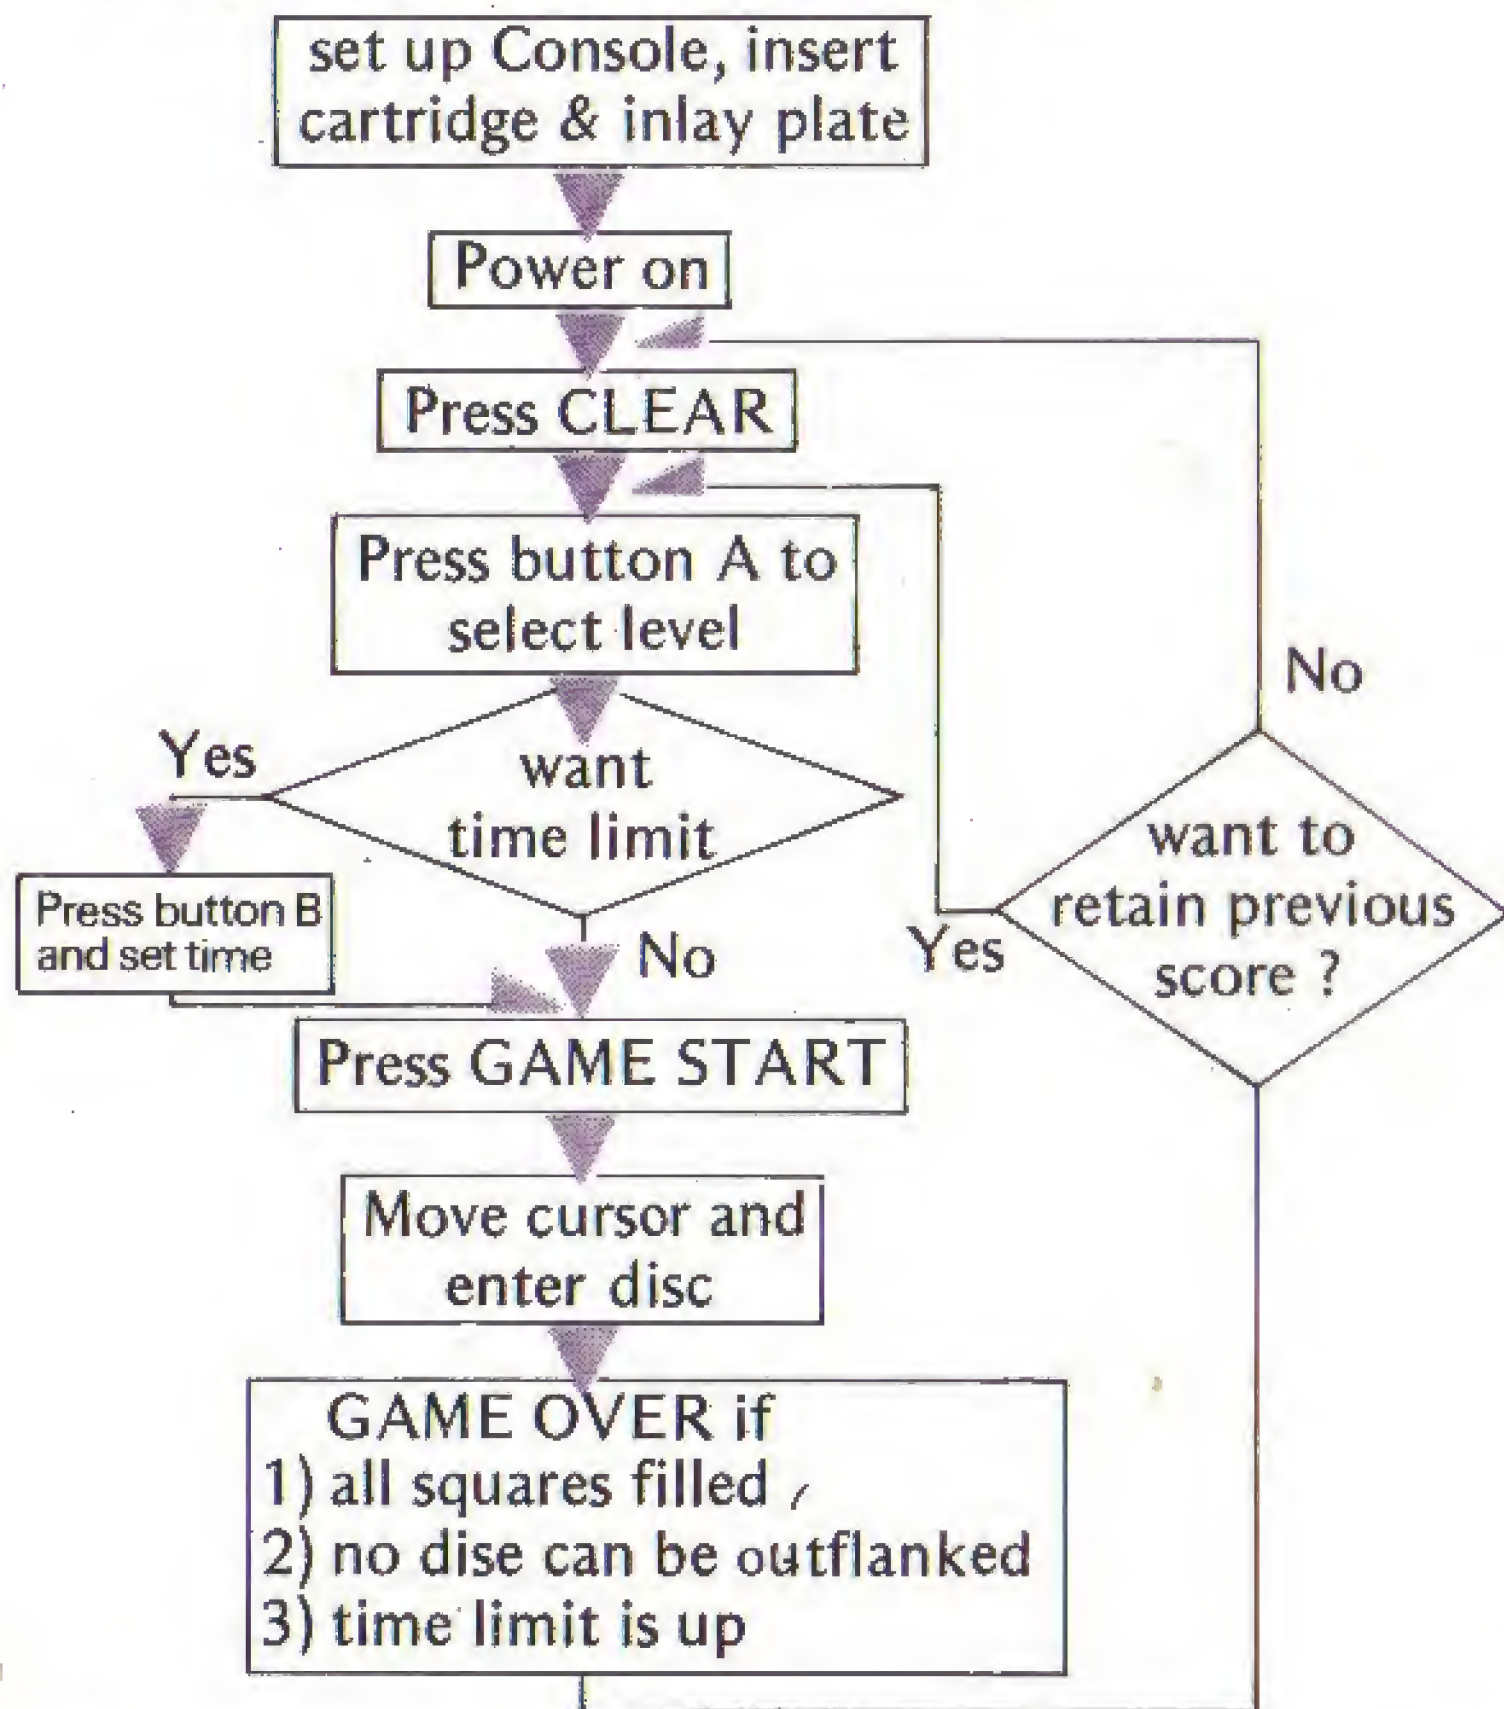 set up Console, insert
cartridge & inlay plate
Power on
Press CLEAR
Press button A to
select level
No
Yes
want
time limit
want to
retain previous
score ?
Press button B
and set time
No
Yes
Press GAME START
Move cursor and
enter disc
GAME OVER if
1) all squares filled
2) no dise can be outflanked
3) time limit is up